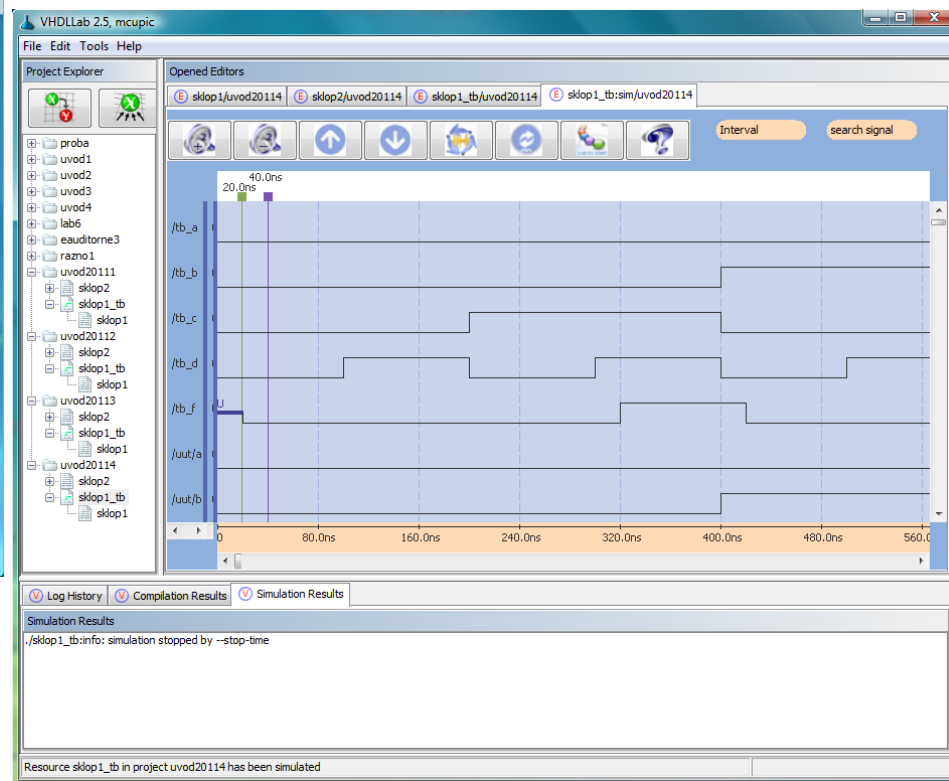 VHDLLab 2.5, mcupic
File Edit Tools Help
Project Explorer
X
Y
X
proba
uvod1
uvod2
uvod3
uvod4
lab6
eauditorne3
razno1
uvod20111
sklop2
sklop1_tb
sklop1
uvod20112
sklop2
sklop1_tb
sklop1
uvod20113
sklop2
sklop1_tb
sklop1
uvod20114
sklop2
sklop1_tb
sklop1
Opened Editors
E sklop1/uvod20114 E sklop2/uvod20114 E sklop1_tb/uvod20114 E sklop1_tb:sim/uvod20114
Interval search signal
40.0ns
20.0ns
/tb_a
/tb_b
/tb_c
/tb_d
/tb_f U
/uut/a
/uut/b
0 80.0ns 160.0ns 240.0ns 320.0ns 400.0ns 480.0ns
V Log History V Compilation Results V Simulation Results
Simulation Results
./sklop1_tb:info: simulation stopped by --stop-time
Resource sklop1_tb in project uvod20114 has been simulated